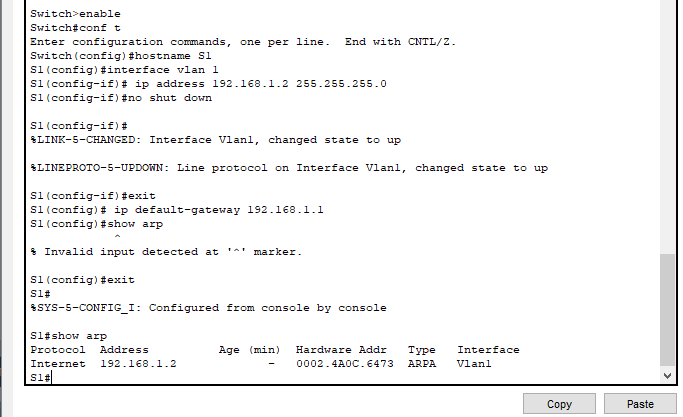 Switch>enable
Switch#conf t
Enter configuration commands, one per line.  End with CNTL/Z.
Switch(config)#hostname S1
S1(config)#interface vlan 1
S1(config-if)# ip address 192.168.1.2 255.255.255.0
S1(config-if)#no shut down
S1(config-if)#
%LINK-5-CHANGED: Interface Vlan1, changed state to up
%LINEPROTO-5-UPDOWN: Line protocol on Interface Vlan1, changed state to up
S1(config-if)#exit
S1(config)# ip default-gateway 192.168.1.1
S1(config)#show arp
^
% Invalid input detected at '^' marker.
S1(config)#exit
S1#
%SYS-5-CONFIG_I: Configured from console by console
S1#show arp
Protocol  Address          Age (min)  Hardware Addr   Type   Interface
Internet  192.168.1.2             -   0002.4A0C.6473  ARPA   Vlan1
S1#
Copy Paste